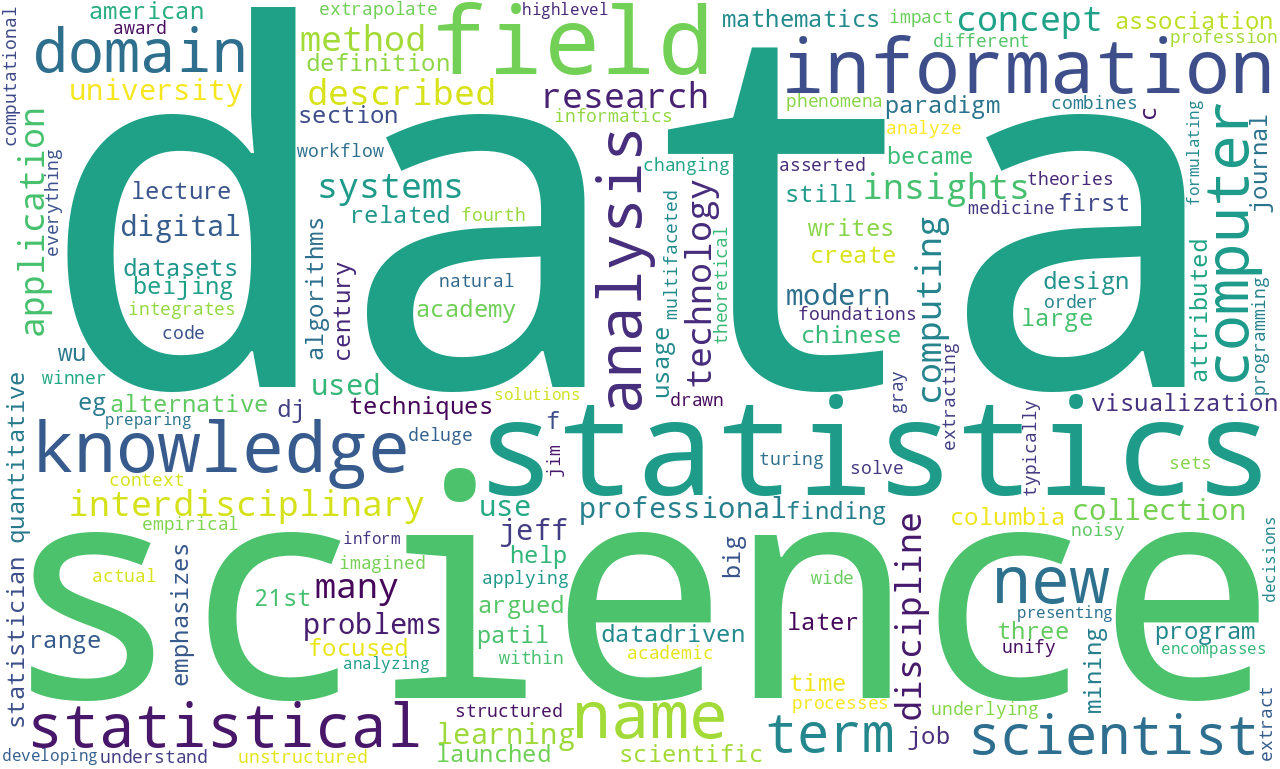 american
extrapolate
highlevel
mathematics
impact
concept
association
computational
award
domain
method
field
different
profession
definition
information
university
described
research
phenomena
paradigm
combines
c
section
informatics
analyze
application
data
workflow
analysis
changing
asserted
became
computer
formulating
journal
everything
lecture
systems
still
insights
theories
digital
related
fourth
medicine
first
algorithms
multifaceted
technology
writes
computing
datasets
beijing
century
natural
theoretical
create
attributed
programming
integrates
academy
modern
design
order
code
usage
foundations
large
wu
chinese
winner
used
solutions
gray
extracting
eg
alternative
dj
techniques
drawn
visualization
preparing
f
statistics
knowledge
deluge
jim
turing
solve
typically
sets
statistician
quantitative
context
interdisciplinary
use
professional
finding
columbia
collection
empirical
jeff
noisy
inform
science
emphasizes
help
big
discipline
decisions
actual
imagined
applying
wide
new
21st
many
argued
presenting
range
problems
patil
datadriven
later
three
program
focused
unify
encompasses
analyzing
within
academic
mining
time
processes
underlying
statistical
structured
name
term
extract
learning
job
scientist
developing
understand
unstructured
launched
scientific